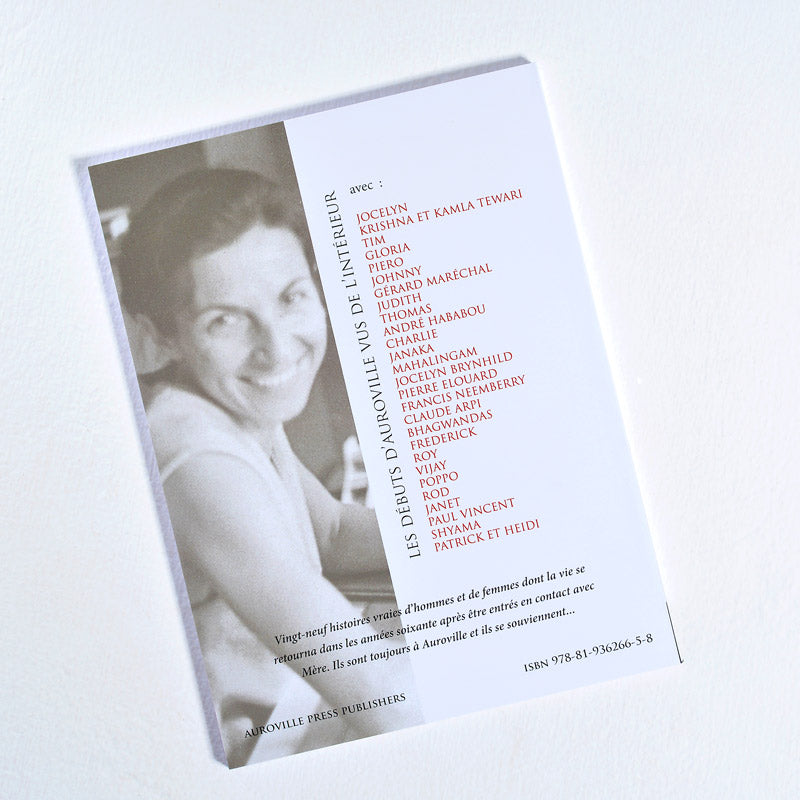 avec :
JOCELYN
KRISHNA ET KAMLA TEWARI
TIM
GLORIA
PIERO
JOHNNY
GÉRARD MARÉCHAL
JUDITH
THOMAS
ANDRÉ HABABOU
CHARLIE
JANAKA
MAHALINGAM
JOCELYN BRYNHILD
PIERRE ELOUARD
FRANCIS NEEMBERRY
CLAUDE ARPI
BHAGWANDAS
FREDERICK
ROY
VIJAY
POPPO
ROD
JANET
PAUL VINCENT
SHYAMA
PATRICK ET HEIDI
LES DÉBUTS D'AUROVILLE VUS DE L'INTÉRIEUR
Vingt-neuf histoires vraies d'hommes et de femmes dont la vie se
retourna dans les années soixante après être entrés en contact avec
Mère. Ils sont toujours à Auroville et ils se souviennent...
ISBN 978-81-936266-5-8
AUROVILLE PRESS PUBLISHERS